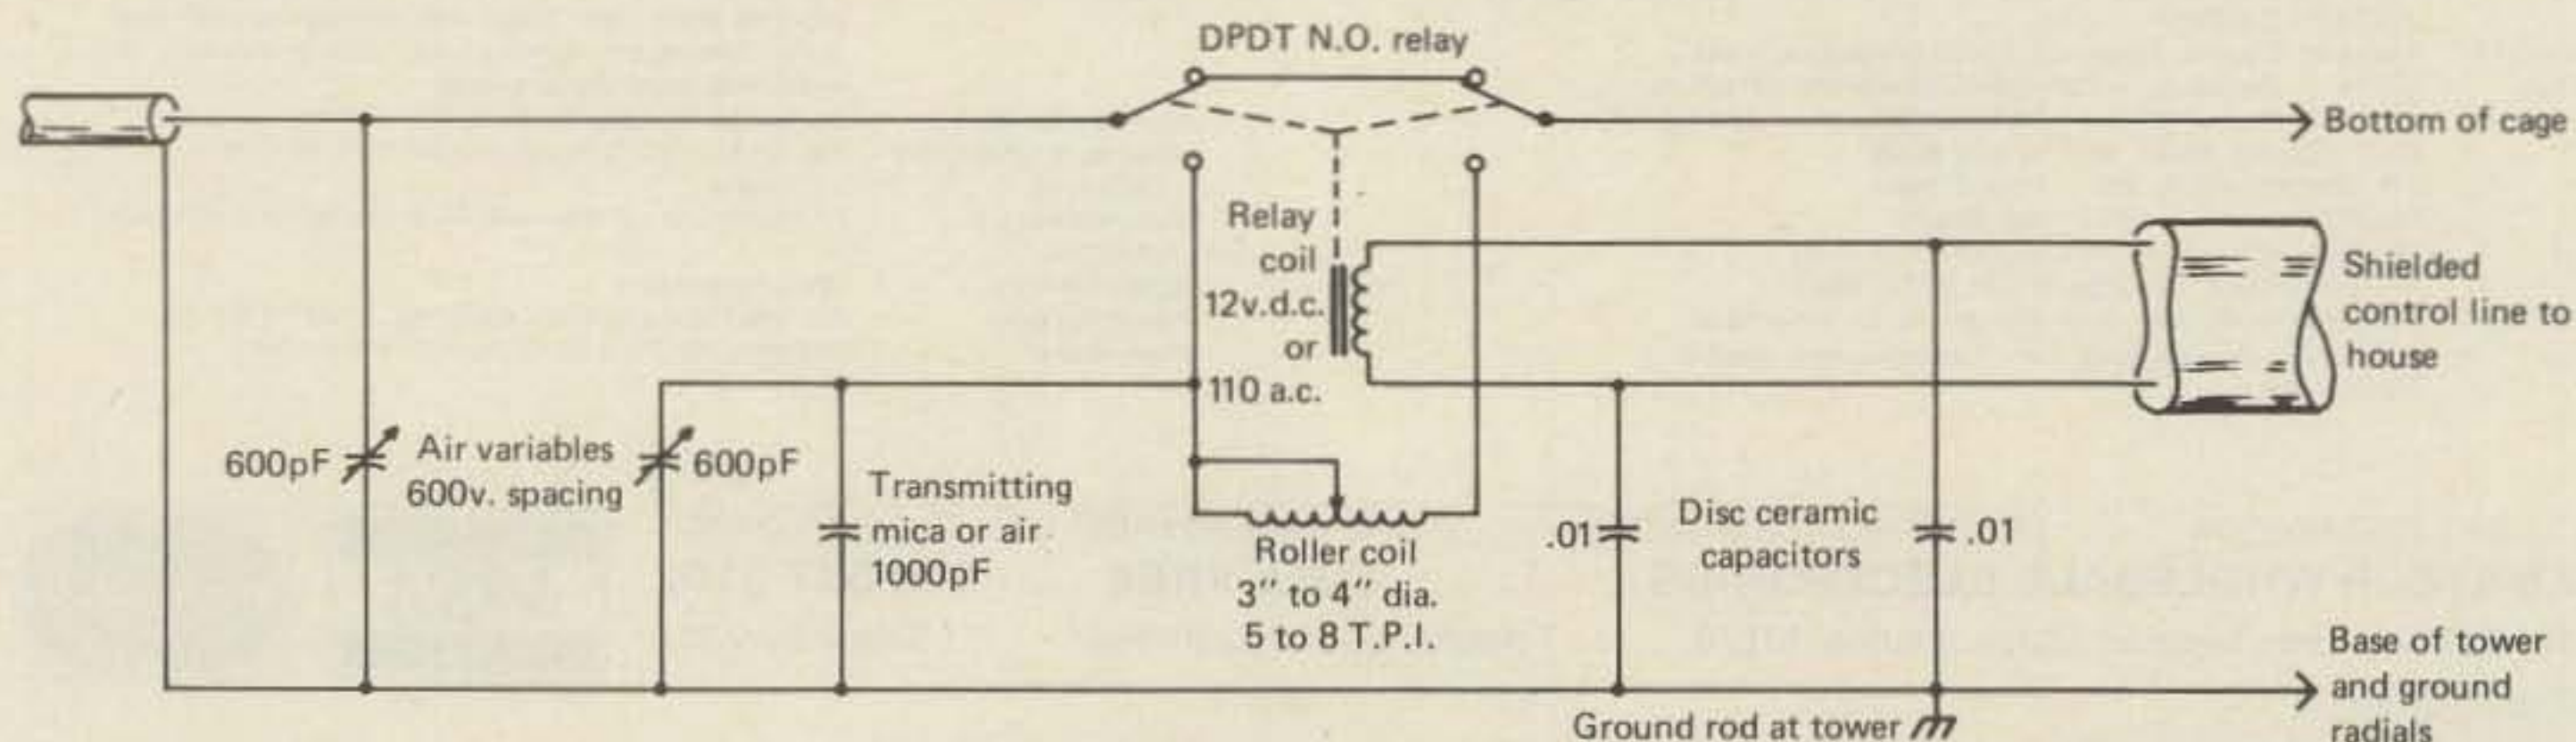 DPDT N.O. relay
Bottom of cage
Relay
coil
12v.d.c.
or
110 a.c.
Shielded
control line to
house
600pF
Air variables
600v. spacing
600pF
Transmitting
mica or air
1000pF
Roller coil
3" to 4" dia.
5 to 8 T.P.I.
.01
Disc ceramic
capacitors
.01
Ground rod at tower
Base of tower
and ground
radials